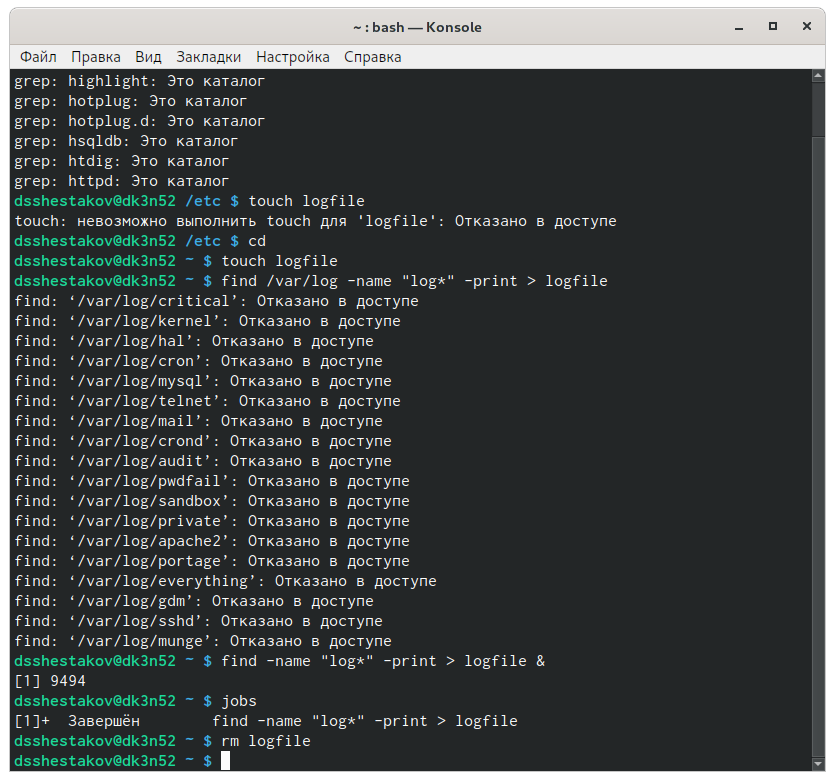 ~ : bash — Konsole
Файл Правка Вид Закладки Настройка Справка
grep: highlight: Это каталог
grep: hotplug: Это каталог
grep: hotplug.d: Это каталог
grep: hsqldb: Это каталог
grep: htdig: Это каталог
grep: httpd: Это каталог
dsshestakov@dk3n52 /etc $ touch logfile
touch: невозможно выполнить touch для 'logfile': Отказано в доступе
dsshestakov@dk3n52 /etc $ cd
dsshestakov@dk3n52 ~ $ touch logfile
dsshestakov@dk3n52 ~ $ find /var/log -name "log*" -print > logfile
find: ‘/var/log/critical’: Отказано в доступе
find: ‘/var/log/kernel’: Отказано в доступе
find: ‘/var/log/hal’: Отказано в доступе
find: ‘/var/log/cron’: Отказано в доступе
find: ‘/var/log/mysql’: Отказано в доступе
find: ‘/var/log/telnet’: Отказано в доступе
find: ‘/var/log/mail’: Отказано в доступе
find: ‘/var/log/crond’: Отказано в доступе
find: ‘/var/log/audit’: Отказано в доступе
find: ‘/var/log/pwdfail’: Отказано в доступе
find: ‘/var/log/sandbox’: Отказано в доступе
find: ‘/var/log/private’: Отказано в доступе
find: ‘/var/log/apache2’: Отказано в доступе
find: ‘/var/log/portage’: Отказано в доступе
find: ‘/var/log/everything’: Отказано в доступе
find: ‘/var/log/gdm’: Отказано в доступе
find: ‘/var/log/sshd’: Отказано в доступе
find: ‘/var/log/munge’: Отказано в доступе
dsshestakov@dk3n52 ~ $ find -name "log*" -print > logfile &
[1] 9494
dsshestakov@dk3n52 ~ $ jobs
[1]+  Завершён        find -name "log*" -print > logfile
dsshestakov@dk3n52 ~ $ rm logfile
dsshestakov@dk3n52 ~ $